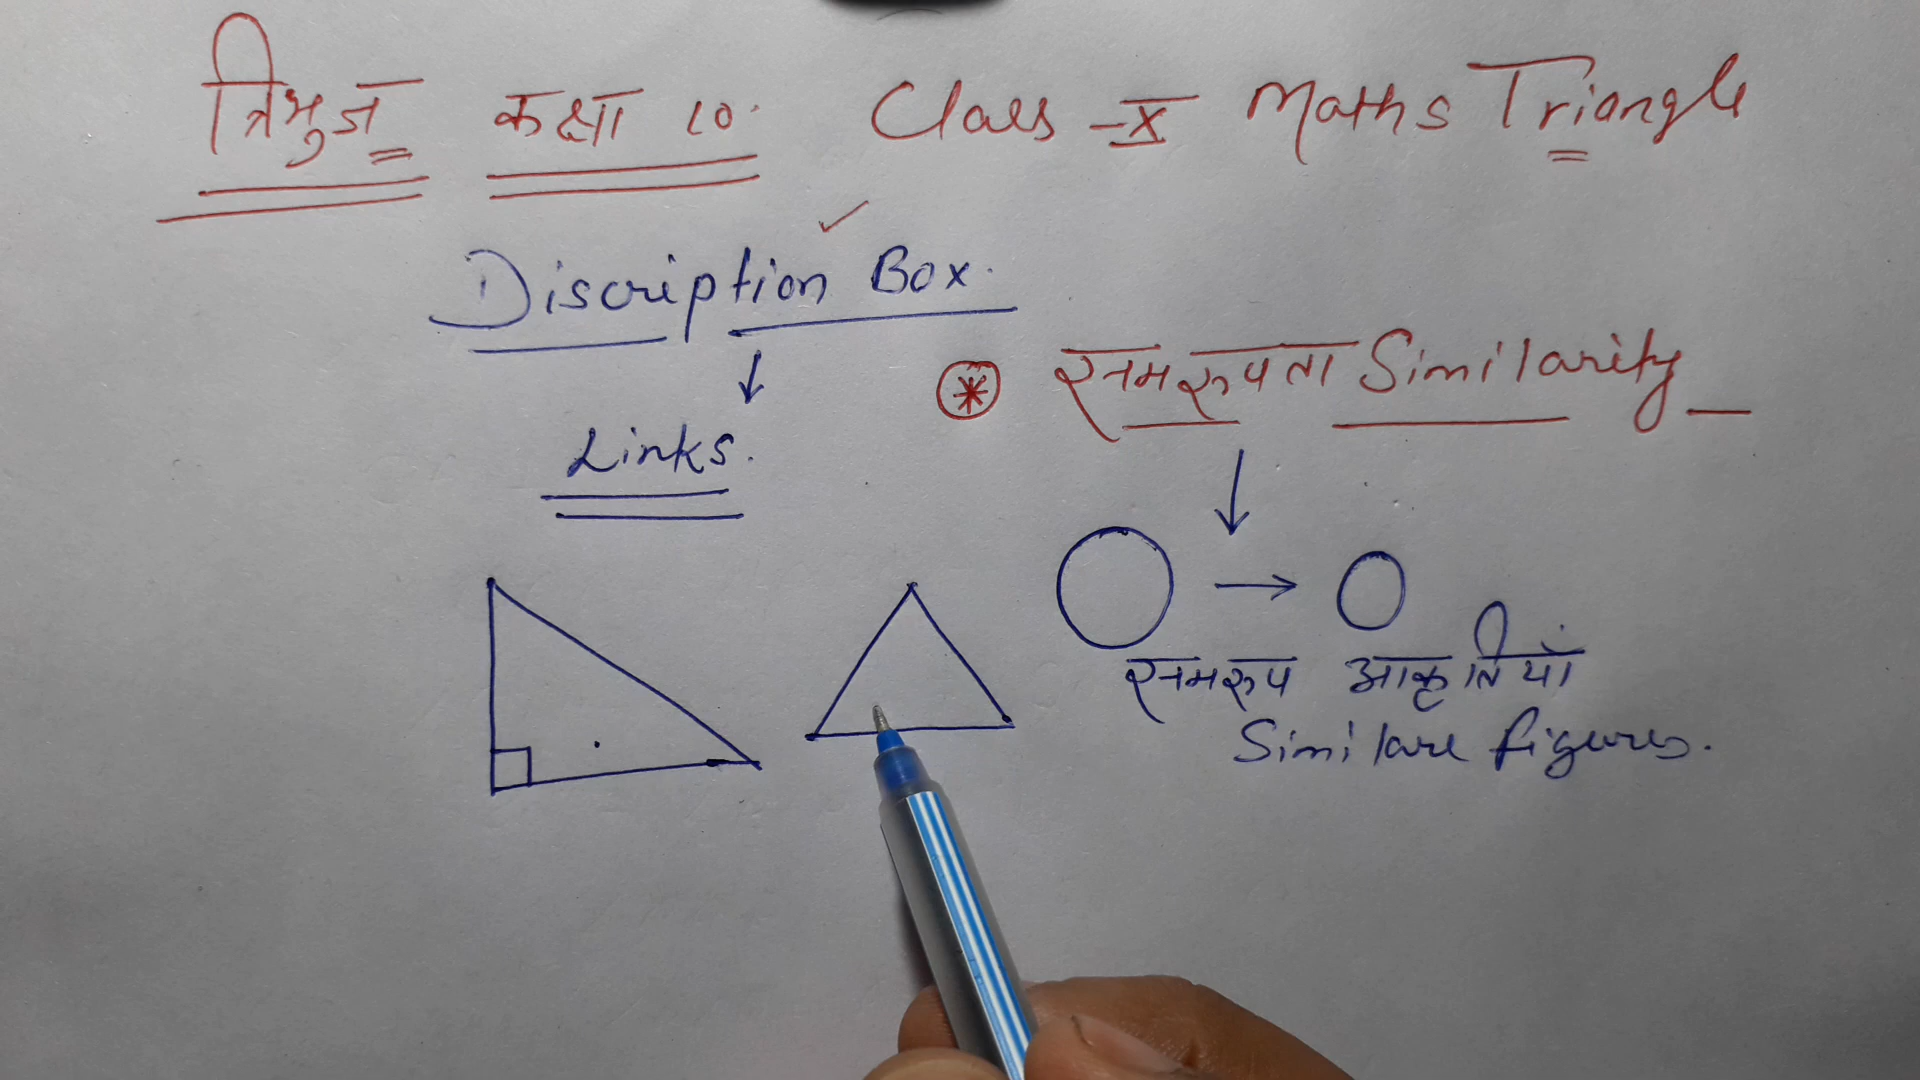 त्रिभुज कक्षा 10. Class -X Maths Triangle
Discription Box.
समरुपता Similarity
Links.
समरुप आकृतियाँ
Similare figures.